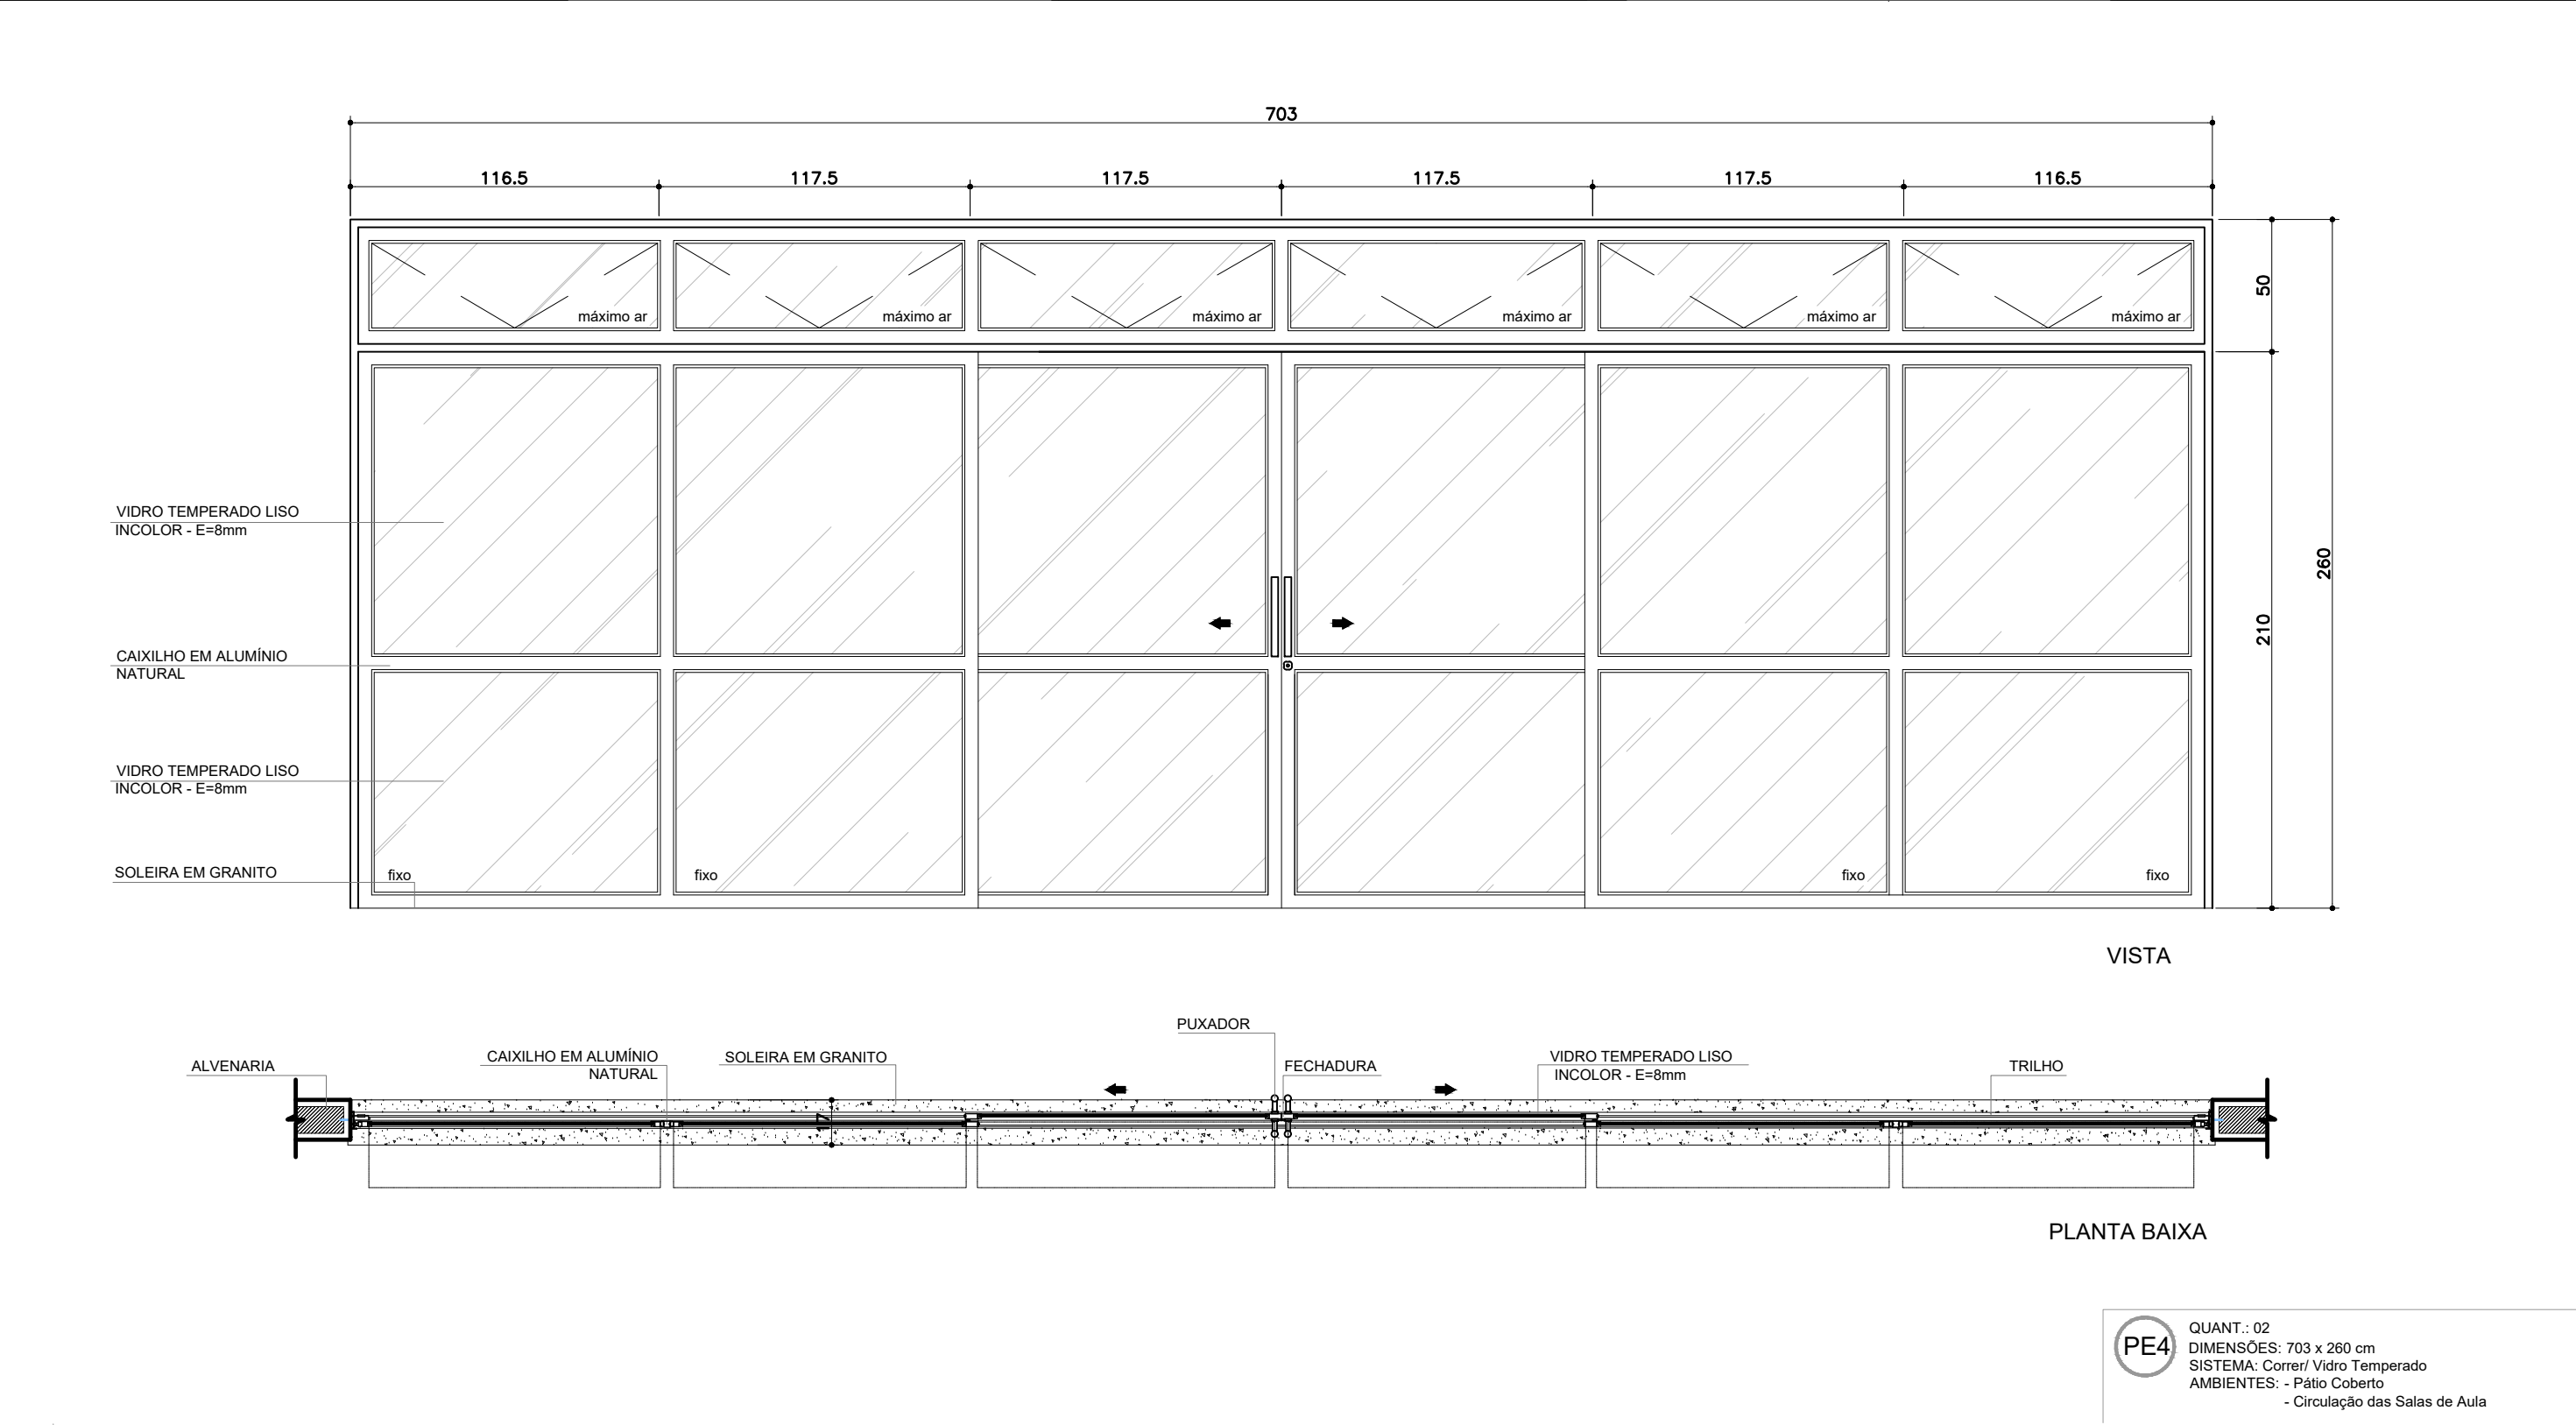 703
116.5 117.5 117.5 117.5 117.5 116.5
50
máximo ar máximo ar máximo ar máximo ar máximo ar máximo ar
VIDRO TEMPERADO LISO
INCOLOR - E=8mm
260
210
CAIXILHO EM ALUMÍNIO
NATURAL
VIDRO TEMPERADO LISO
INCOLOR - E=8mm
SOLEIRA EM GRANITO
fixo fixo fixo fixo
VISTA
PUXADOR
ALVENARIA
CAIXILHO EM ALUMÍNIO
NATURAL
SOLEIRA EM GRANITO
FECHADURA
VIDRO TEMPERADO LISO
INCOLOR - E=8mm
TRILHO
17
PLANTA BAIXA
PE4
QUANT.: 02
DIMENSÕES: 703 x 260 cm
SISTEMA: Correr/ Vidro Temperado
AMBIENTES: - Pátio Coberto
- Circulação das Salas de Aula